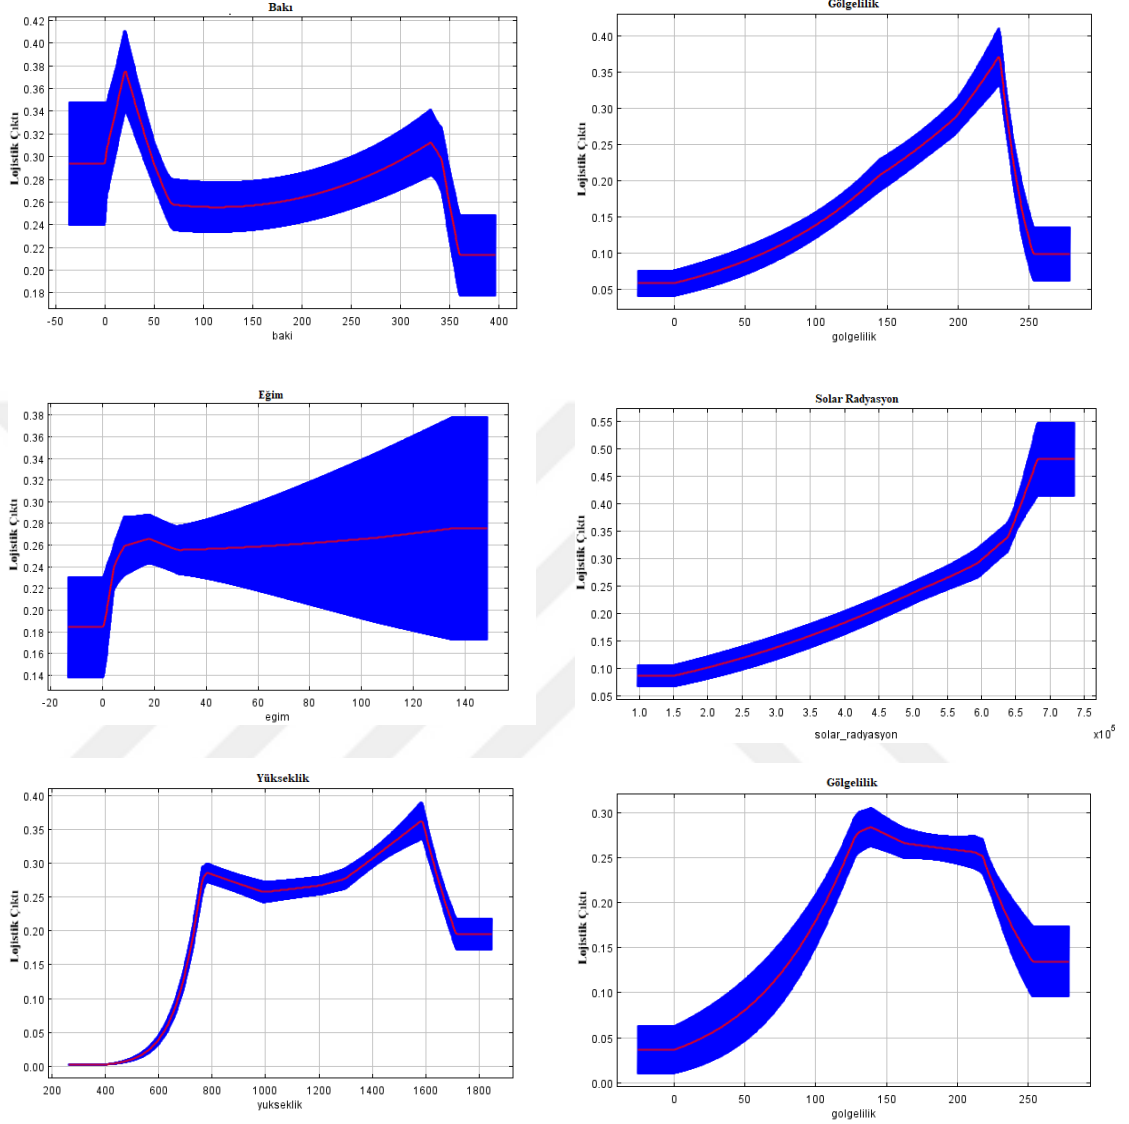 Bakı
0.42
0.40
0.38
0.36
0.34
0.32
0.30
0.28
0.26
0.24
0.22
0.20
0.18
Lojistik Çıktı
-50 0 50 100 150 200 250 300 350 400
baki
Gölgelilik
0.40
0.35
0.30
0.25
0.20
0.15
0.10
0.05
Lojistik Çıktı
0 50 100 150 200 250
golgelilik
Eğim
0.38
0.36
0.34
0.32
0.30
0.28
0.26
0.24
0.22
0.20
0.18
0.16
0.14
Lojistik Çıktı
-20 0 20 40 60 80 100 120 140
egim
Solar Radyasyon
0.55
0.50
0.45
0.40
0.35
0.30
0.25
0.20
0.15
0.10
0.05
Lojistik Çıktı
1.0 1.5 2.0 2.5 3.0 3.5 4.0 4.5 5.0 5.5 6.0 6.5 7.0 7.5
solar_radyasyon x10^5
Yükseklik
0.40
0.35
0.30
0.25
0.20
0.15
0.10
0.05
0.00
Lojistik Çıktı
200 400 600 800 1000 1200 1400 1600 1800
yukseklik
Gölgelilik
0.30
0.25
0.20
0.15
0.10
0.05
0.00
Lojistik Çıktı
0 50 100 150 200 250
golgelilik